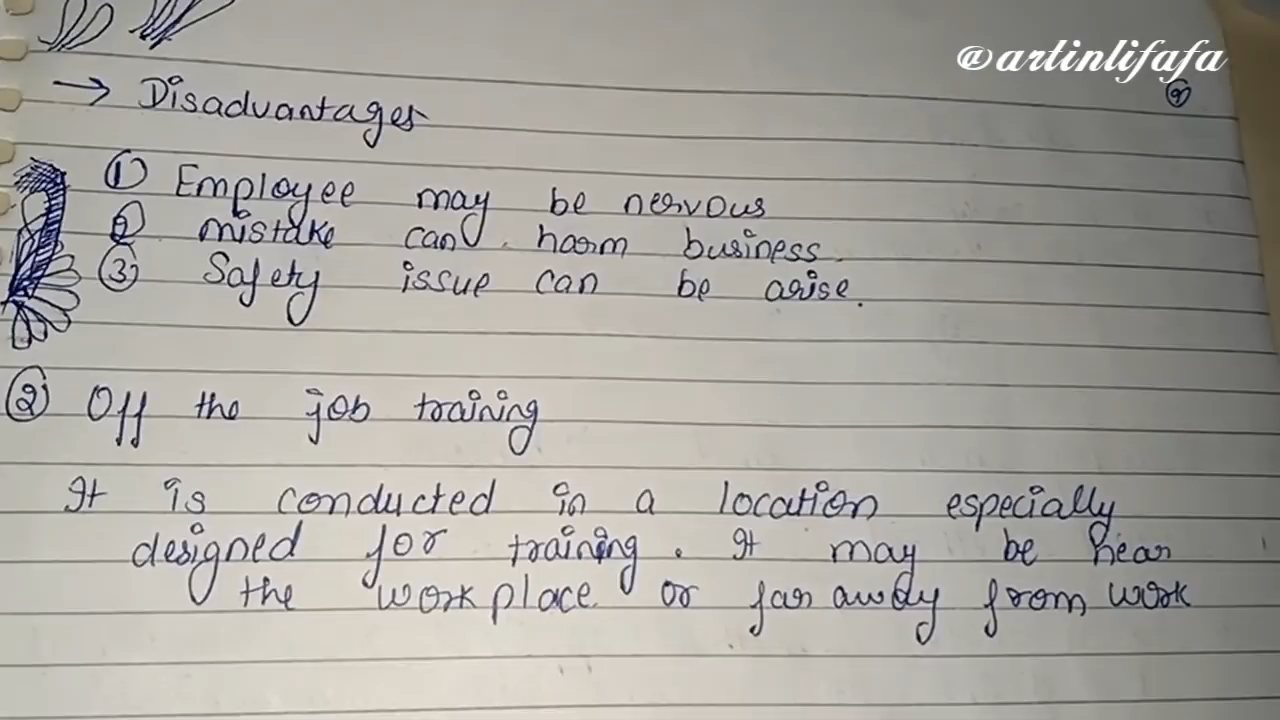 @artinlifafa
→ Disadvantages
① Employee may be nervous
② mistake can harm business.
③ Safety issue can be arise.
② Off the job training
It is conducted in a location especially
designed for training. It may be near
the workplace or far away from work